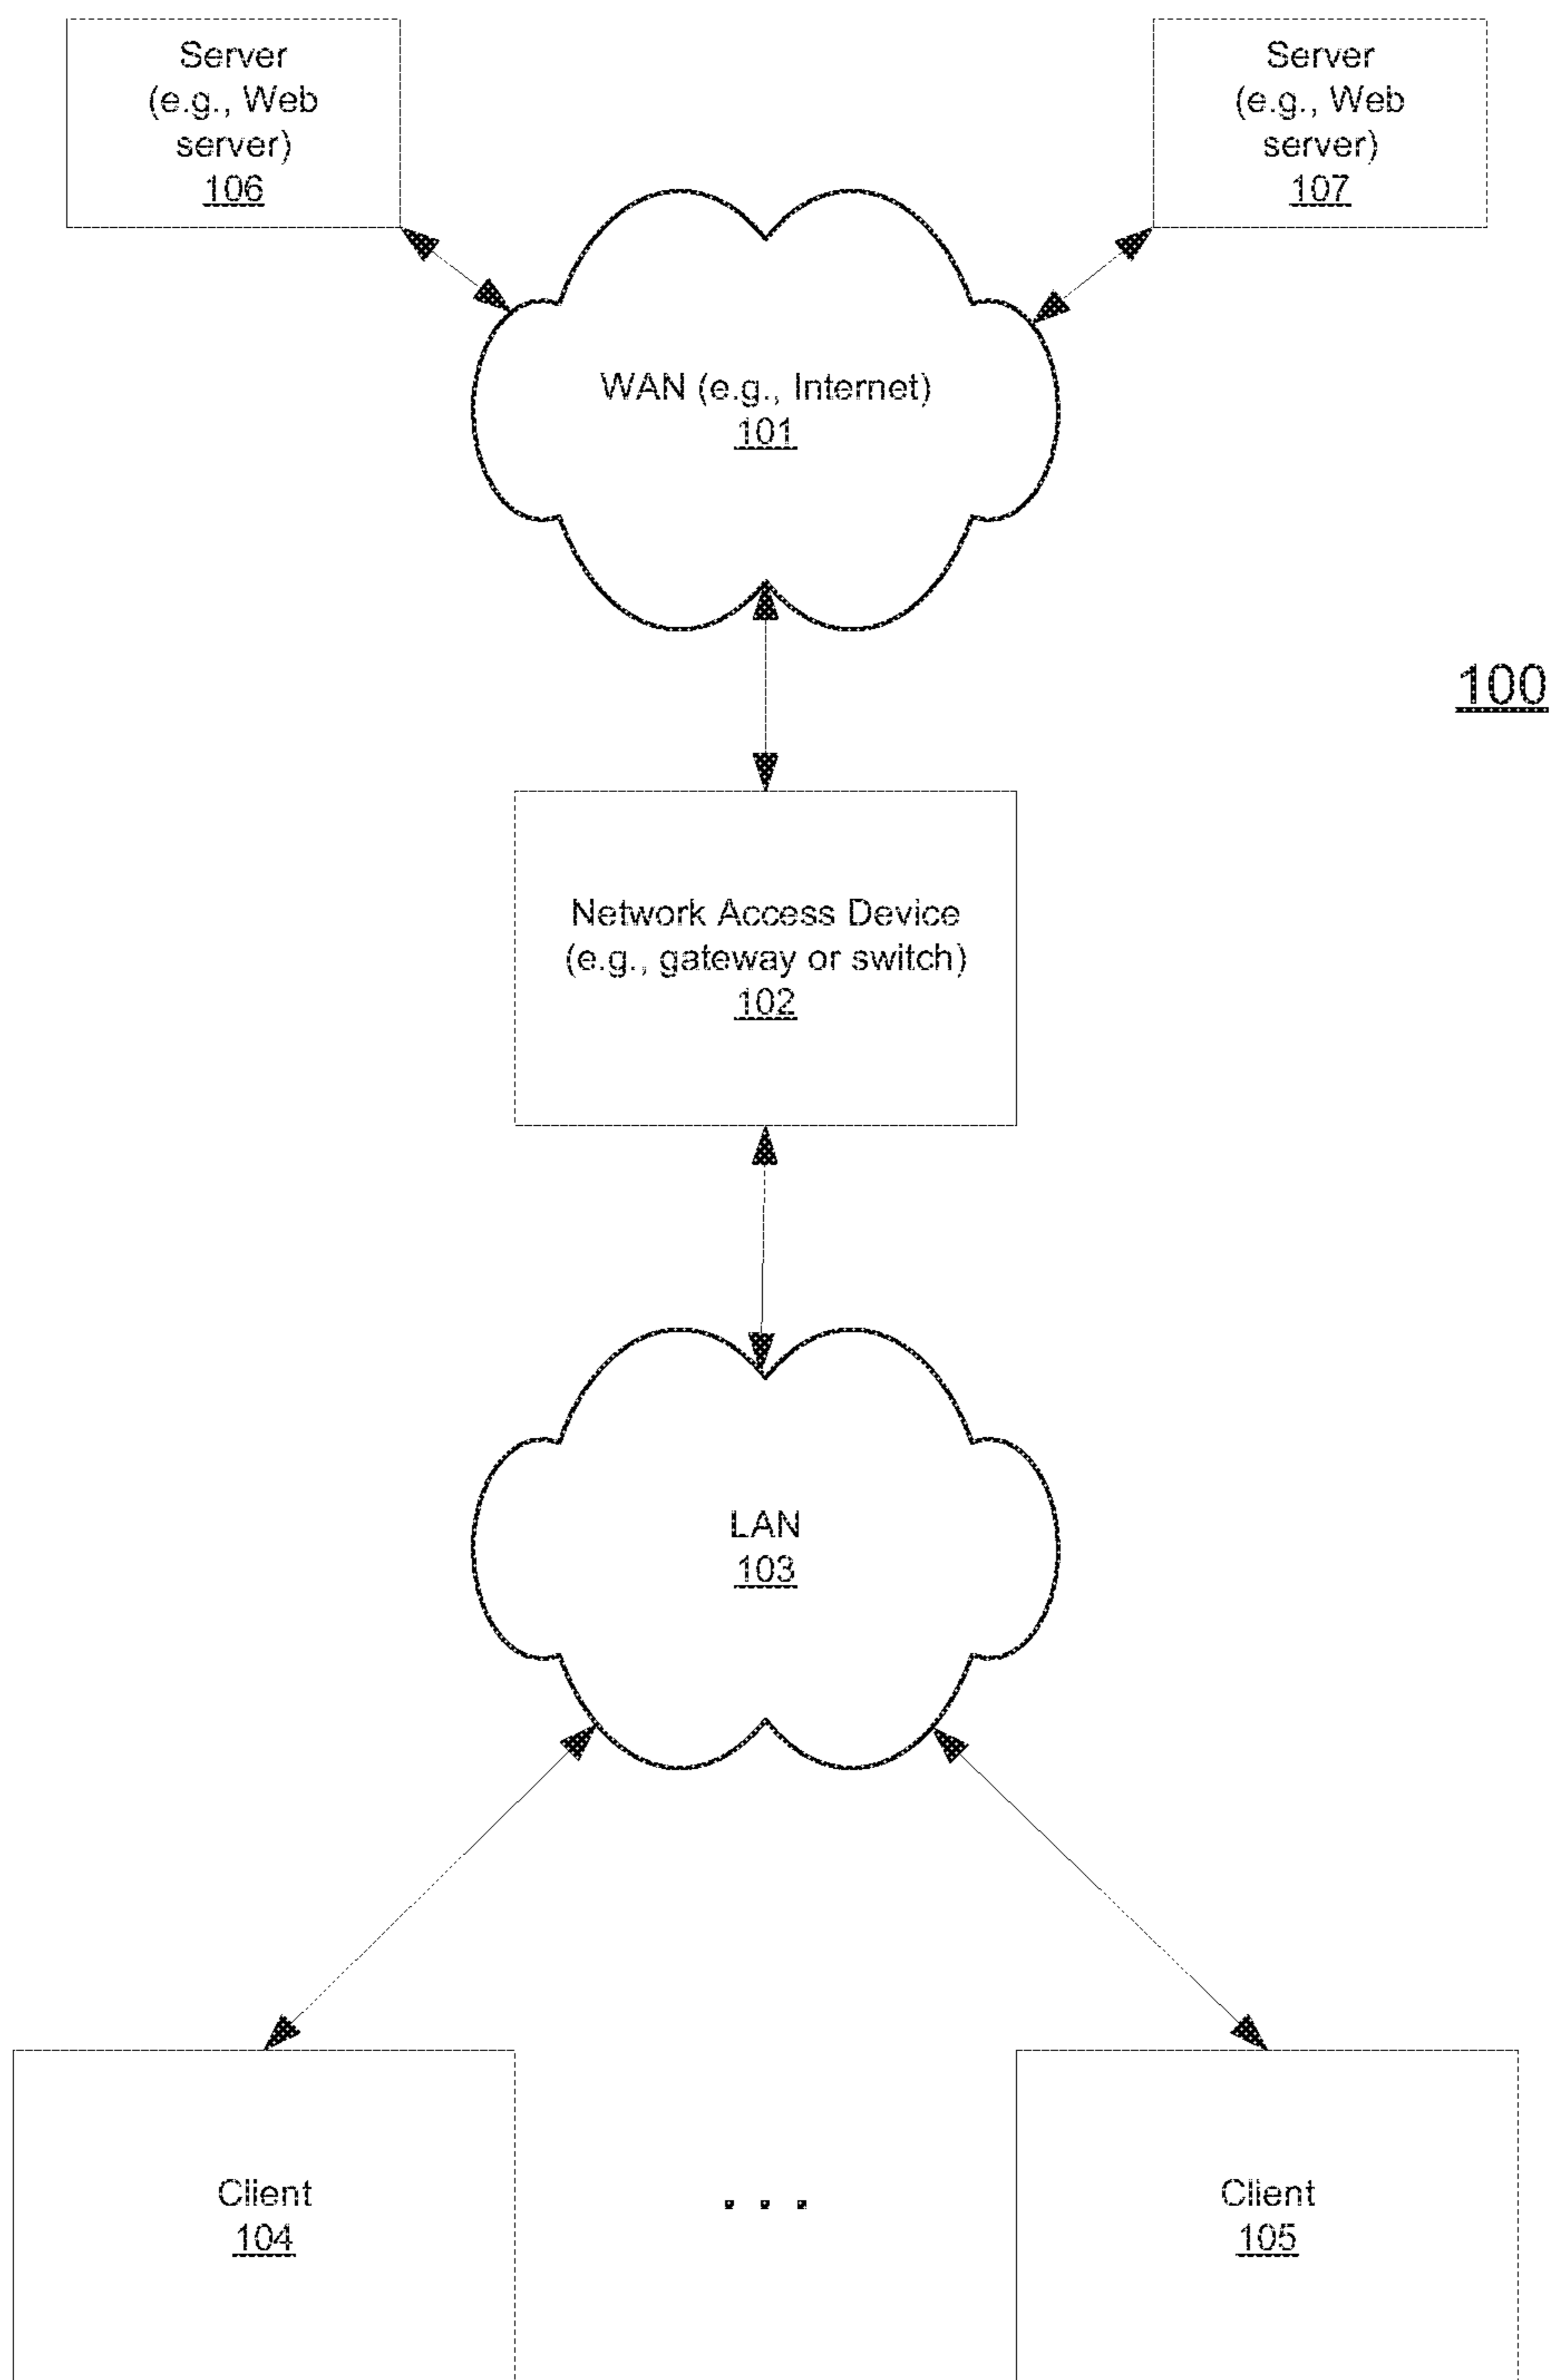 Server
(e.g., Web
server)
106
Server
(e.g., Web
server)
107
WAN (e.g., Internet)
101
100
Network Access Device
(e.g., gateway or switch)
102
LAN
103
Client
104
. . .
Client
105